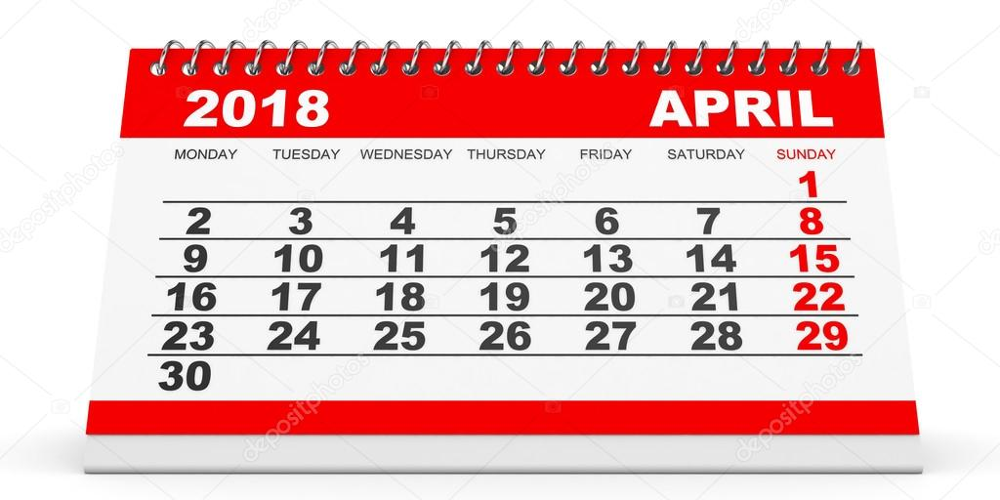 2018 APRIL
MONDAY TUESDAY WEDNESDAY THURSDAY FRIDAY SATURDAY SUNDAY
1
2 3 4 5 6 7 8
9 10 11 12 13 14 15
16 17 18 19 20 21 22
23 24 25 26 27 28 29
30
depositphotos